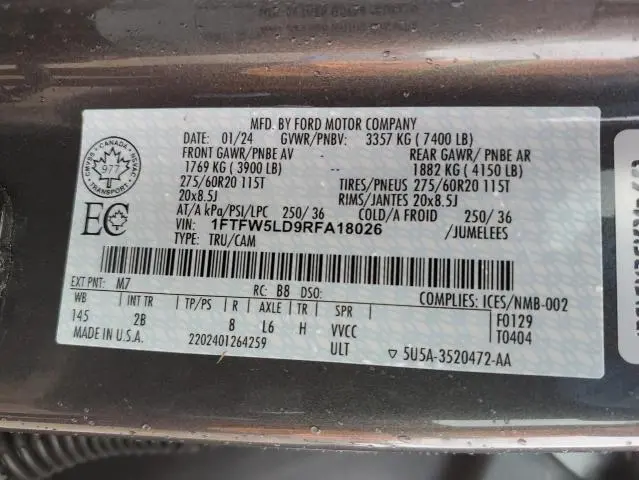 MFD. BY FORD MOTOR COMPANY
DATE: 01/24 GVWR/PNBV: 3357 KG ( 7400 LB)
FRONT GAWR/PNBE AV REAR GAWR/ PNBE AR
1769 KG ( 3900 LB) -- 1882 KG ( 4150 LB)
275/60R20 115T TIRES/PNEUS 275/60R20 115T
20x8.5J RIMS/JANTES 20x8.5J
AT/A kPa/PSI/LPC 250/ 36 COLD/A FROID 250/ 36
VIN: 1FTFW5LD9RFA18026 /JUMELEES
TYPE: TRU/CAM
CANADA
977
TRANSPORT
NSVAC
EC
EXT PNT: M7 RC: B8 DSO: COMPLIES: ICES/NMB-002
WB INT TR TP/PS R AXLE TR SPR F0129
145 2B 8 L6 H VVCC T0404
MADE IN U.S.A. 2202401264259 ULT 5U5A-3520472-AA